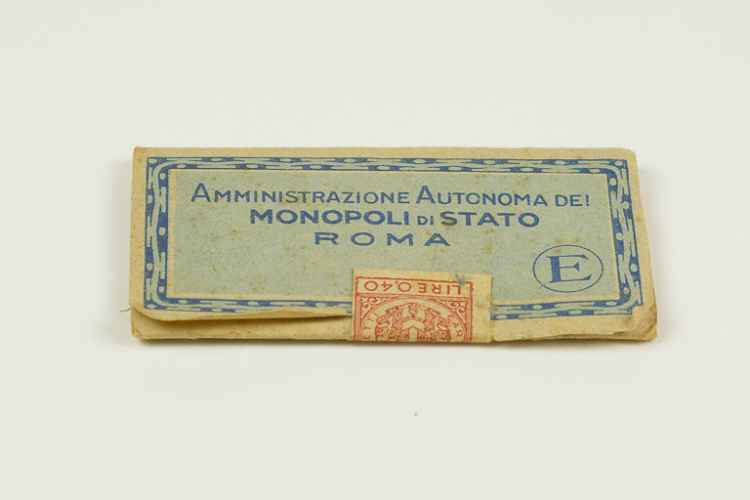 AMMINISTRAZIONE AUTONOMA DEI
MONOPOLI DI STATO
ROMA
E
LIRE 0,40